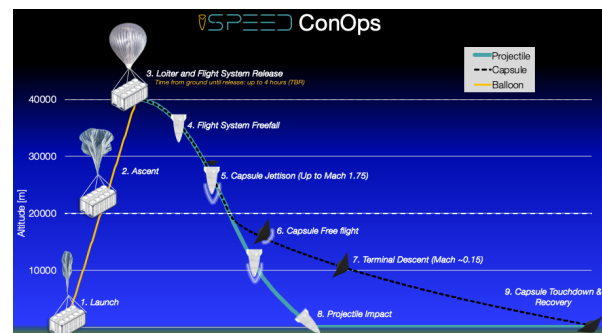 iSPEED ConOps
Projectile
Capsule
Balloon
3. Loiter and Flight System Release
Time from ground until release: up to 4 hours (TBR)
40000
4. Flight System Freefall
30000
2. Ascent
5. Capsule Jettison (Up to Mach 1.75)
Altitude [m]
20000
6. Capsule Free flight
7. Terminal Descent (Mach ~0.15)
10000
9. Capsule Touchdown &
Recovery
1. Launch
8. Projectile Impact